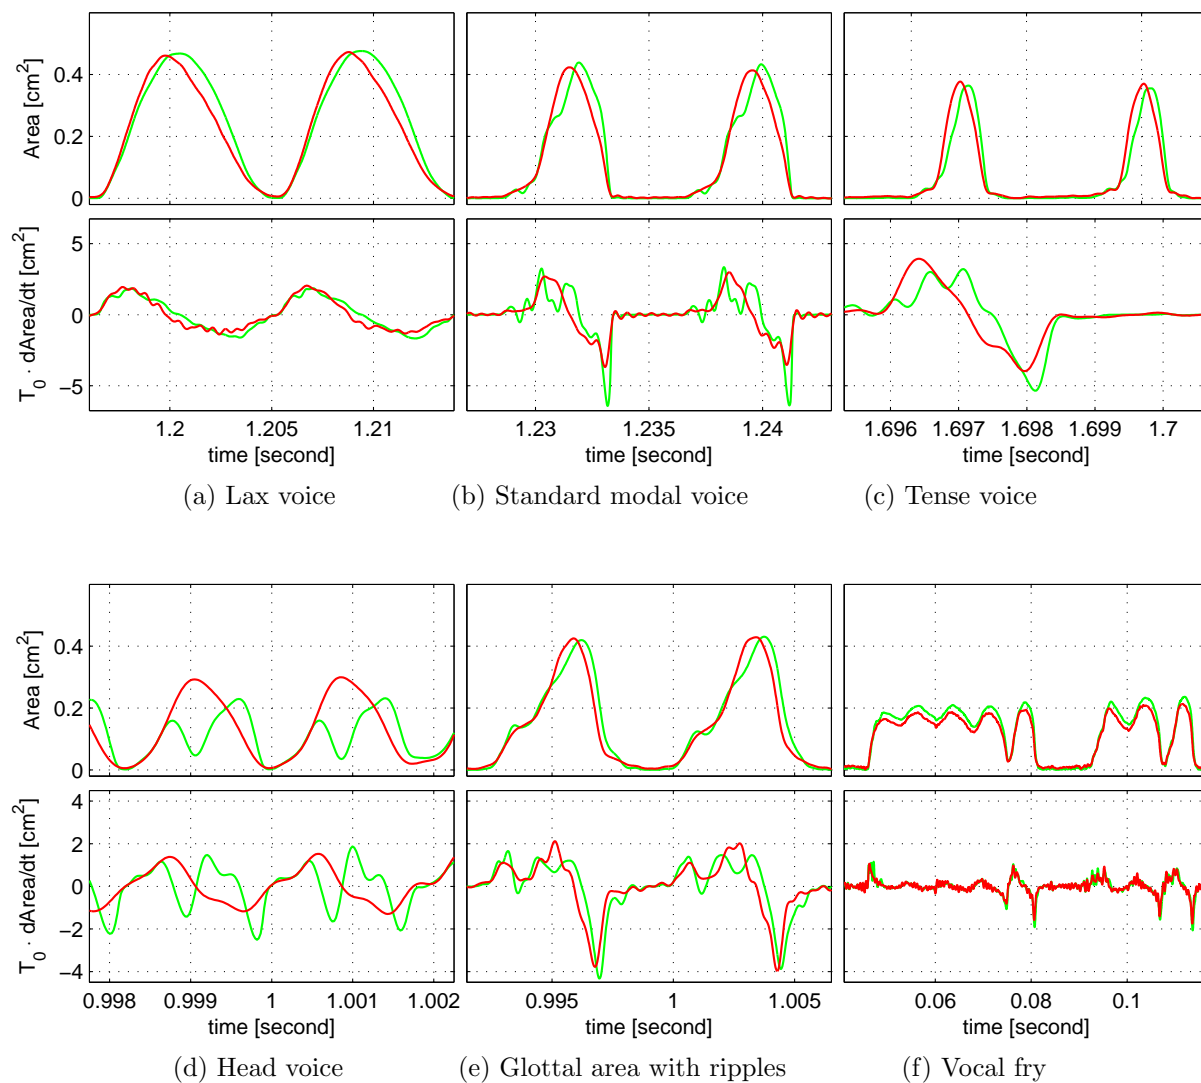 Area [cm2]
0.4
0.2
0
T0 · dArea/dt [cm2]
5
0
−5
1.2 1.205 1.21
1.23 1.235 1.24
1.696 1.697 1.698 1.699 1.7
time [second] time [second] time [second]
(a) Lax voice (b) Standard modal voice (c) Tense voice
Area [cm2]
0.4
0.2
0
T0 · dArea/dt [cm2]
4
2
0
−2
−4
0.998 0.999 1 1.001 1.002
0.995 1 1.005
0.06 0.08 0.1
time [second] time [second] time [second]
(d) Head voice (e) Glottal area with ripples (f) Vocal fry